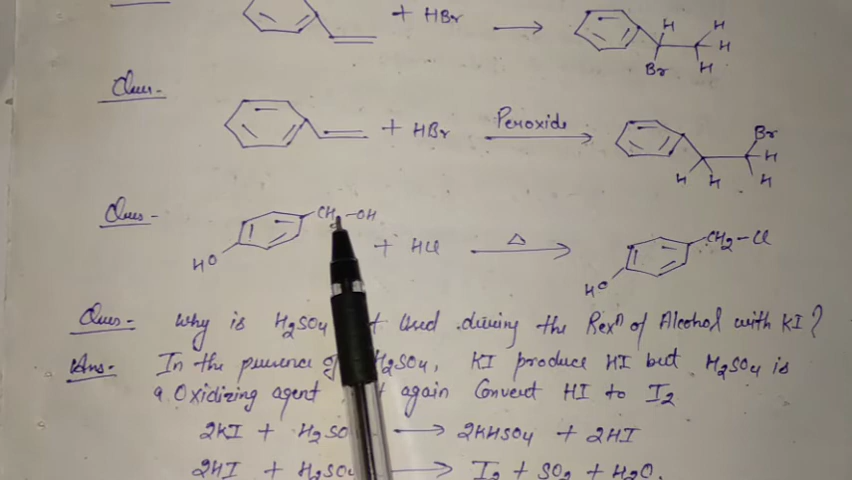 + HBr → H H H H Br
Ques-
+ HBr Peroxide → Br H H H H
Ques-
CH -OH + HCl Δ → CH2-Cl
HO HO
Ques- Why is H2SO4 Used during the Rexn of Alcohol with KI?
Ans- In the presence of H2SO4, KI produce HI but H2SO4 is
a Oxidizing agent again Convert HI to I2
2KI + H2SO → 2KHSO4 + 2HI
2HI + H2SO → I2 + SO2 + H2O.